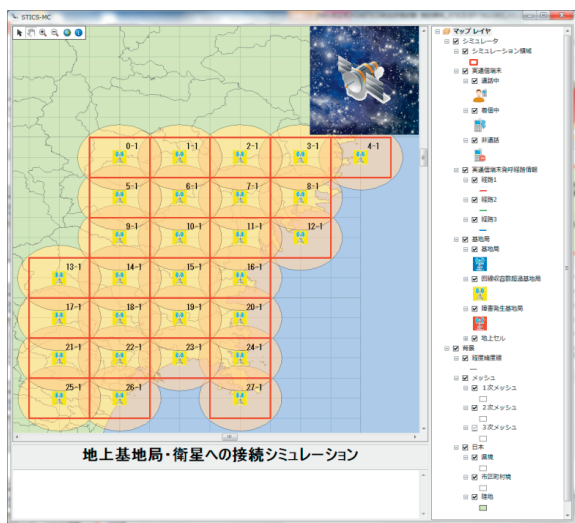 STICS-MC
0-1
1-1
2-1
3-1
4-1
5-1
6-1
7-1
8-1
9-1
10-1
11-1
12-1
13-1
14-1
15-1
16-1
17-1
18-1
19-1
20-1
21-1
22-1
23-1
24-1
25-1
26-1
27-1
地上基地局・衛星への接続シミュレーション
マップ レイヤ
シミュレータ
シミュレーション領域
実通信端末
通話中
着信中
非通話
実通信端末発呼経路情報
経路1
経路2
経路3
基地局
基地局
回線収容数超過基地局
障害発生基地局
地上セル
背景
経度緯度線
メッシュ
1次メッシュ
2次メッシュ
3次メッシュ
日本
県境
市区町村境
陸地